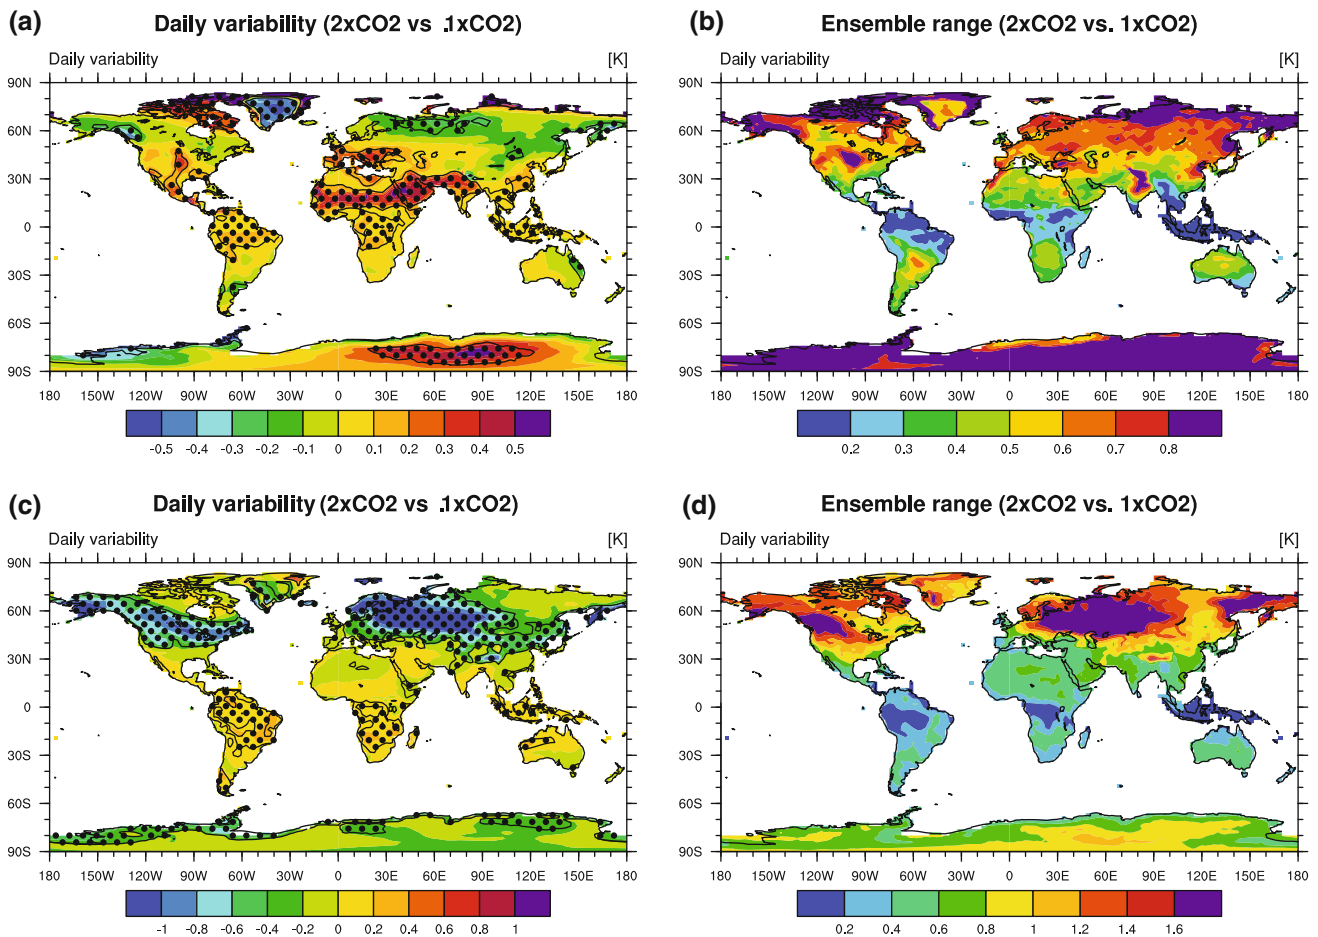 (a) Daily variability (2xCO2 vs .1xCO2)
Daily variability [K]
90N
60N
30N
0
30S
60S
90S
180 150W 120W 90W 60W 30W 0 30E 60E 90E 120E 150E 180
-0.5 -0.4 -0.3 -0.2 -0.1 0 0.1 0.2 0.3 0.4 0.5
(b) Ensemble range (2xCO2 vs. 1xCO2)
Daily variability [K]
90N
60N
30N
0
30S
60S
90S
180 150W 120W 90W 60W 30W 0 30E 60E 90E 120E 150E 180
0.2 0.3 0.4 0.5 0.6 0.7 0.8
(c) Daily variability (2xCO2 vs .1xCO2)
Daily variability [K]
90N
60N
30N
0
30S
60S
90S
180 150W 120W 90W 60W 30W 0 30E 60E 90E 120E 150E 180
-1 -0.8 -0.6 -0.4 -0.2 0 0.2 0.4 0.6 0.8 1
(d) Ensemble range (2xCO2 vs. 1xCO2)
Daily variability [K]
90N
60N
30N
0
30S
60S
90S
180 150W 120W 90W 60W 30W 0 30E 60E 90E 120E 150E 180
0.2 0.4 0.6 0.8 1 1.2 1.4 1.6